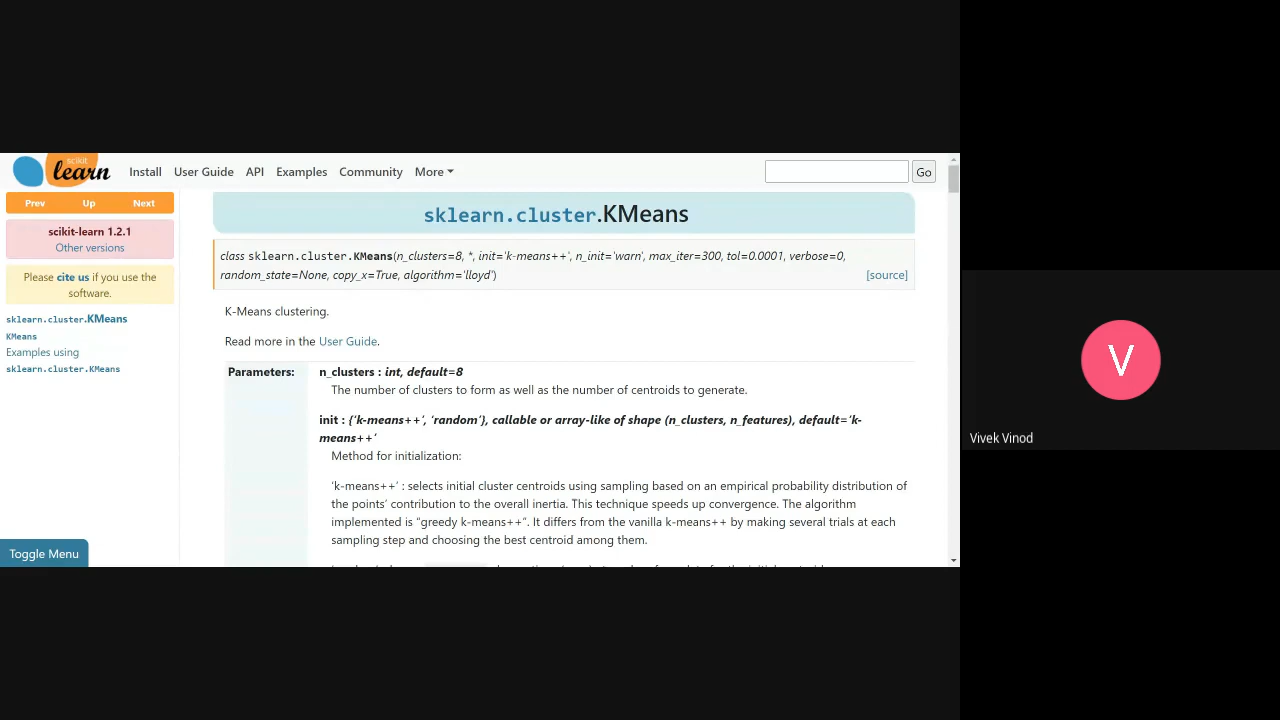 scikit
learn
Install User Guide API Examples Community More
Go
Prev Up Next
scikit-learn 1.2.1
Other versions
Please cite us if you use the
software.
sklearn.cluster.KMeans
KMeans
Examples using
sklearn.cluster.KMeans
Toggle Menu
sklearn.cluster.KMeans
class sklearn.cluster.KMeans(n_clusters=8, *, init='k-means++', n_init='warn', max_iter=300, tol=0.0001, verbose=0,
random_state=None, copy_x=True, algorithm='lloyd')
[source]
K-Means clustering.
Read more in the User Guide.
Parameters:
n_clusters : int, default=8
The number of clusters to form as well as the number of centroids to generate.
init : {‘k-means++’, ‘random’}, callable or array-like of shape (n_clusters, n_features), default=’k-
means++’
Method for initialization:
‘k-means++’ : selects initial cluster centroids using sampling based on an empirical probability distribution of
the points’ contribution to the overall inertia. This technique speeds up convergence. The algorithm
implemented is “greedy k-means++”. It differs from the vanilla k-means++ by making several trials at each
sampling step and choosing the best centroid among them.
V
Vivek Vinod